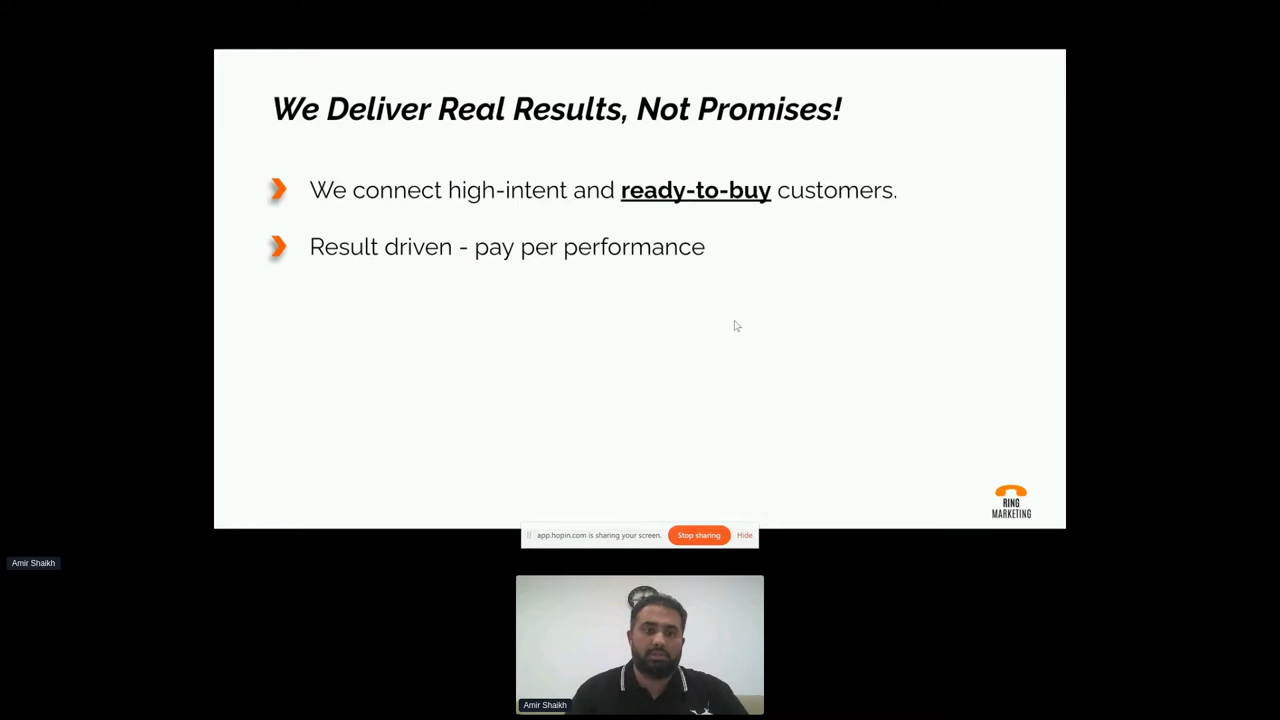 We Deliver Real Results, Not Promises!
We connect high-intent and ready-to-buy customers.
Result driven - pay per performance
RING
MARKETING
app.hopin.com is sharing your screen. Stop sharing Hide
Amir Shaikh
Amir Shaikh